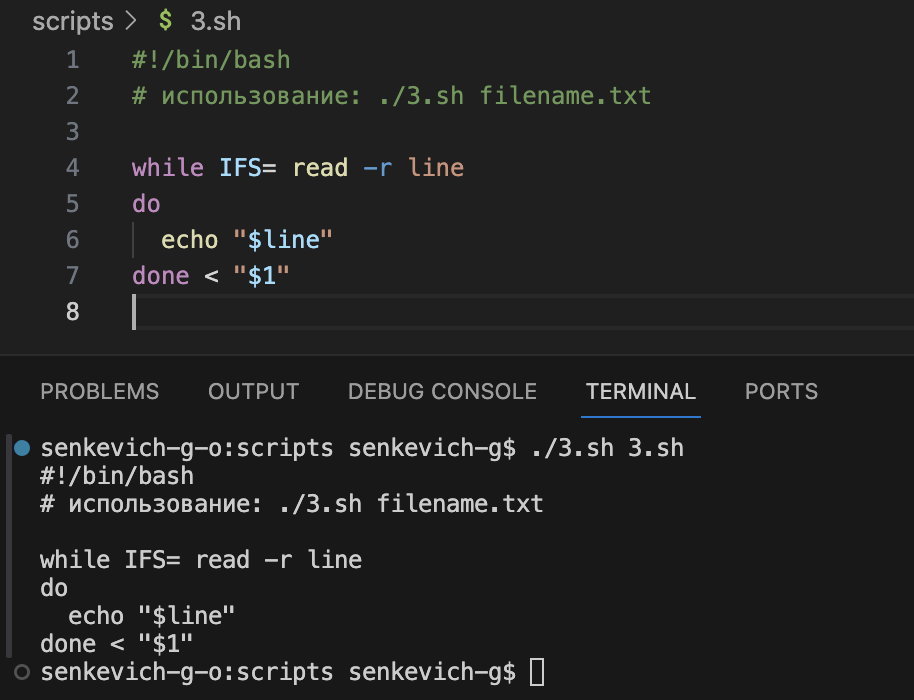 scripts > $ 3.sh
1 #!/bin/bash
2 # использование: ./3.sh filename.txt
3
4 while IFS= read -r line
5 do
6   echo "$line"
7 done < "$1"
8
PROBLEMS OUTPUT DEBUG CONSOLE TERMINAL PORTS
senkevich-g-o:scripts senkevich-g$ ./3.sh 3.sh
#!/bin/bash
# использование: ./3.sh filename.txt

while IFS= read -r line
do
  echo "$line"
done < "$1"
senkevich-g-o:scripts senkevich-g$